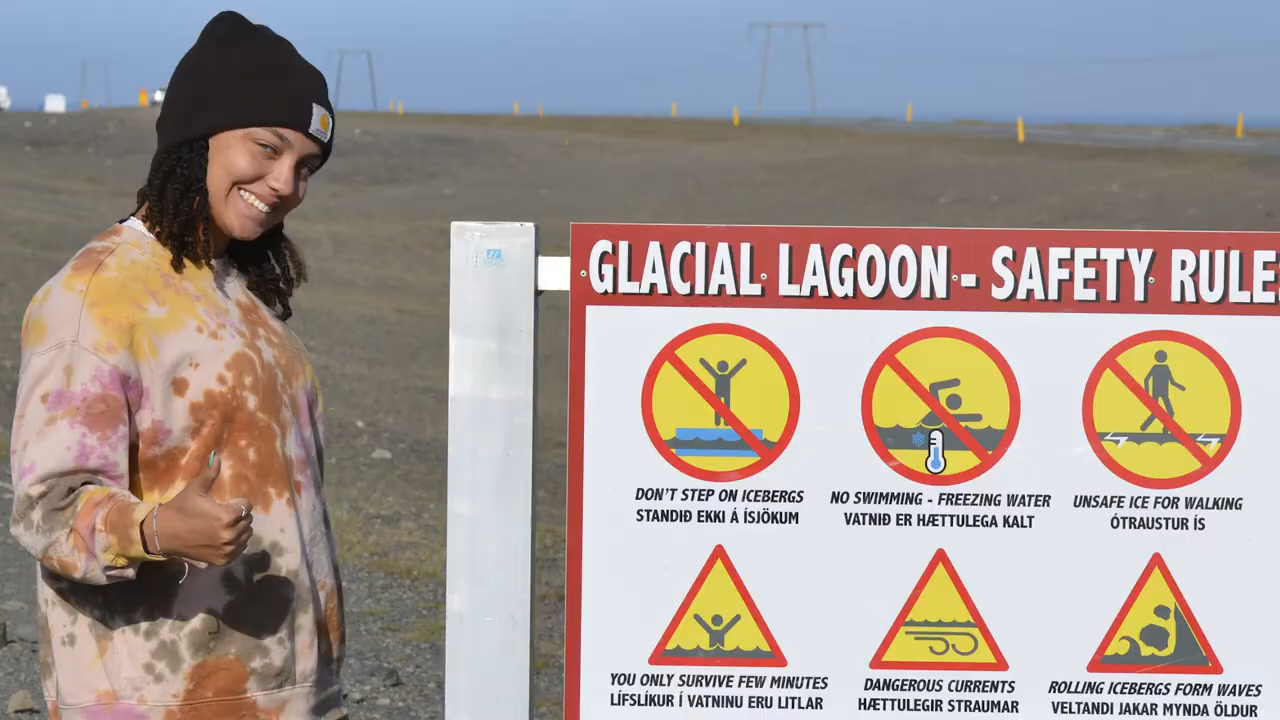 GLACIAL LAGOON - SAFETY RULES
DON'T STEP ON ICEBERGS
STANDIÐ EKKI Á ÍSJÖKUM
NO SWIMMING - FREEZING WATER
VATNIÐ ER HÆTTULEGA KALT
UNSAFE ICE FOR WALKING
ÓTRAUSTUR ÍS
YOU ONLY SURVIVE FEW MINUTES
LÍFSLÍKUR Í VATNINU ERU LITLAR
DANGEROUS CURRENTS
HÆTTULEGIR STRAUMAR
ROLLING ICEBERGS FORM WAVES
VELTANDI JAKAR MYNDA ÖLDUR